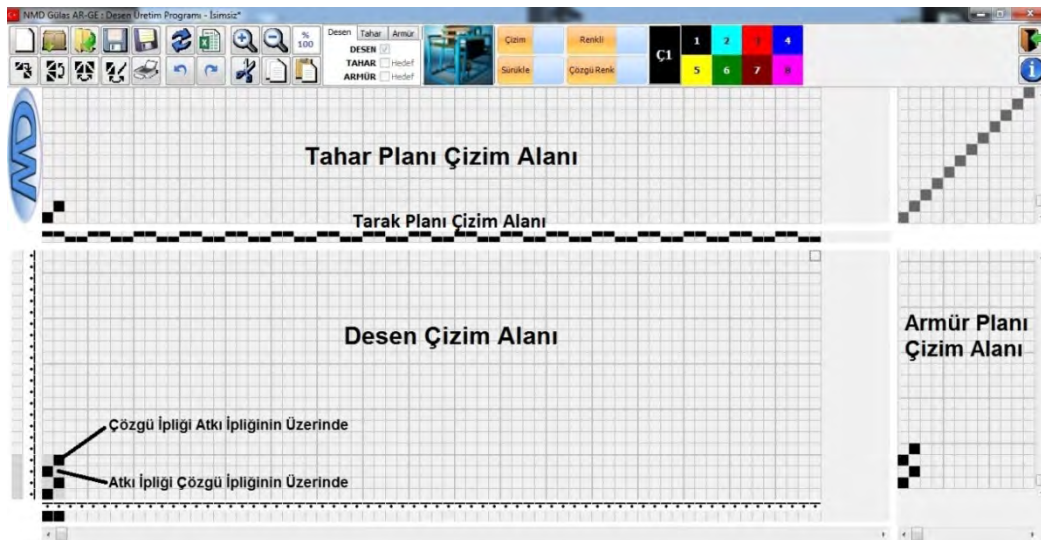 NMD Gülas AR-GE : Desen Üretim Programı - İsimsiz*
% 100
Desen Tahar Armür
DESEN
TAHAR Hedef
ARMÜR Hedef
Çizim Renkli
Sürükle Çözgü Renk
Ç1
1 2 3 4
5 6 7 8
NMD
Tahar Planı Çizim Alanı
Tarak Planı Çizim Alanı
Desen Çizim Alanı
Armür Planı
Çizim Alanı
Çözgü İpliği Atkı İpliğinin Üzerinde
Atkı İpliği Çözgü İpliğinin Üzerinde